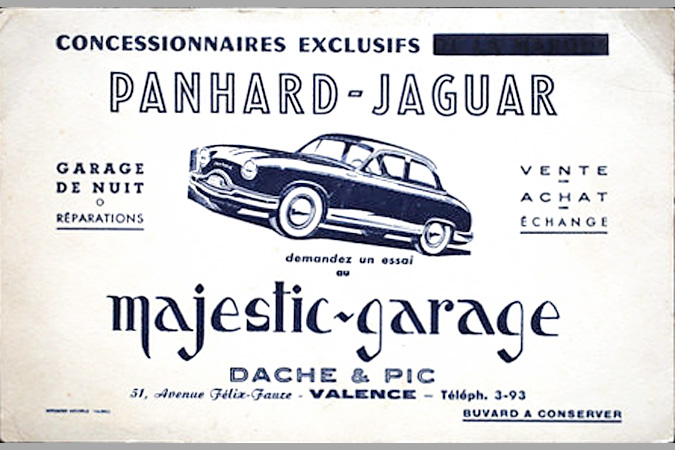 CONCESSIONNAIRES EXCLUSIFS
PANHARD - JAGUAR
GARAGE
DE NUIT
RÉPARATIONS
VENTE
ACHAT
ÉCHANGE
demandez un essai
au
majestic~garage
DACHE & PIC
51, Avenue Félix-Faure - VALENCE - Téléph. 3-93
BUVARD A CONSERVER